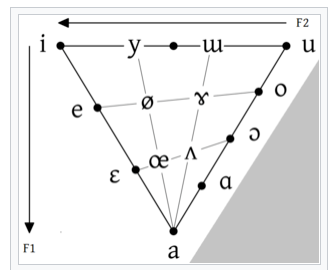 F2
i y ɯ u
e ø ɤ o
ɛ œ ʌ ɔ
ɑ
a
F1